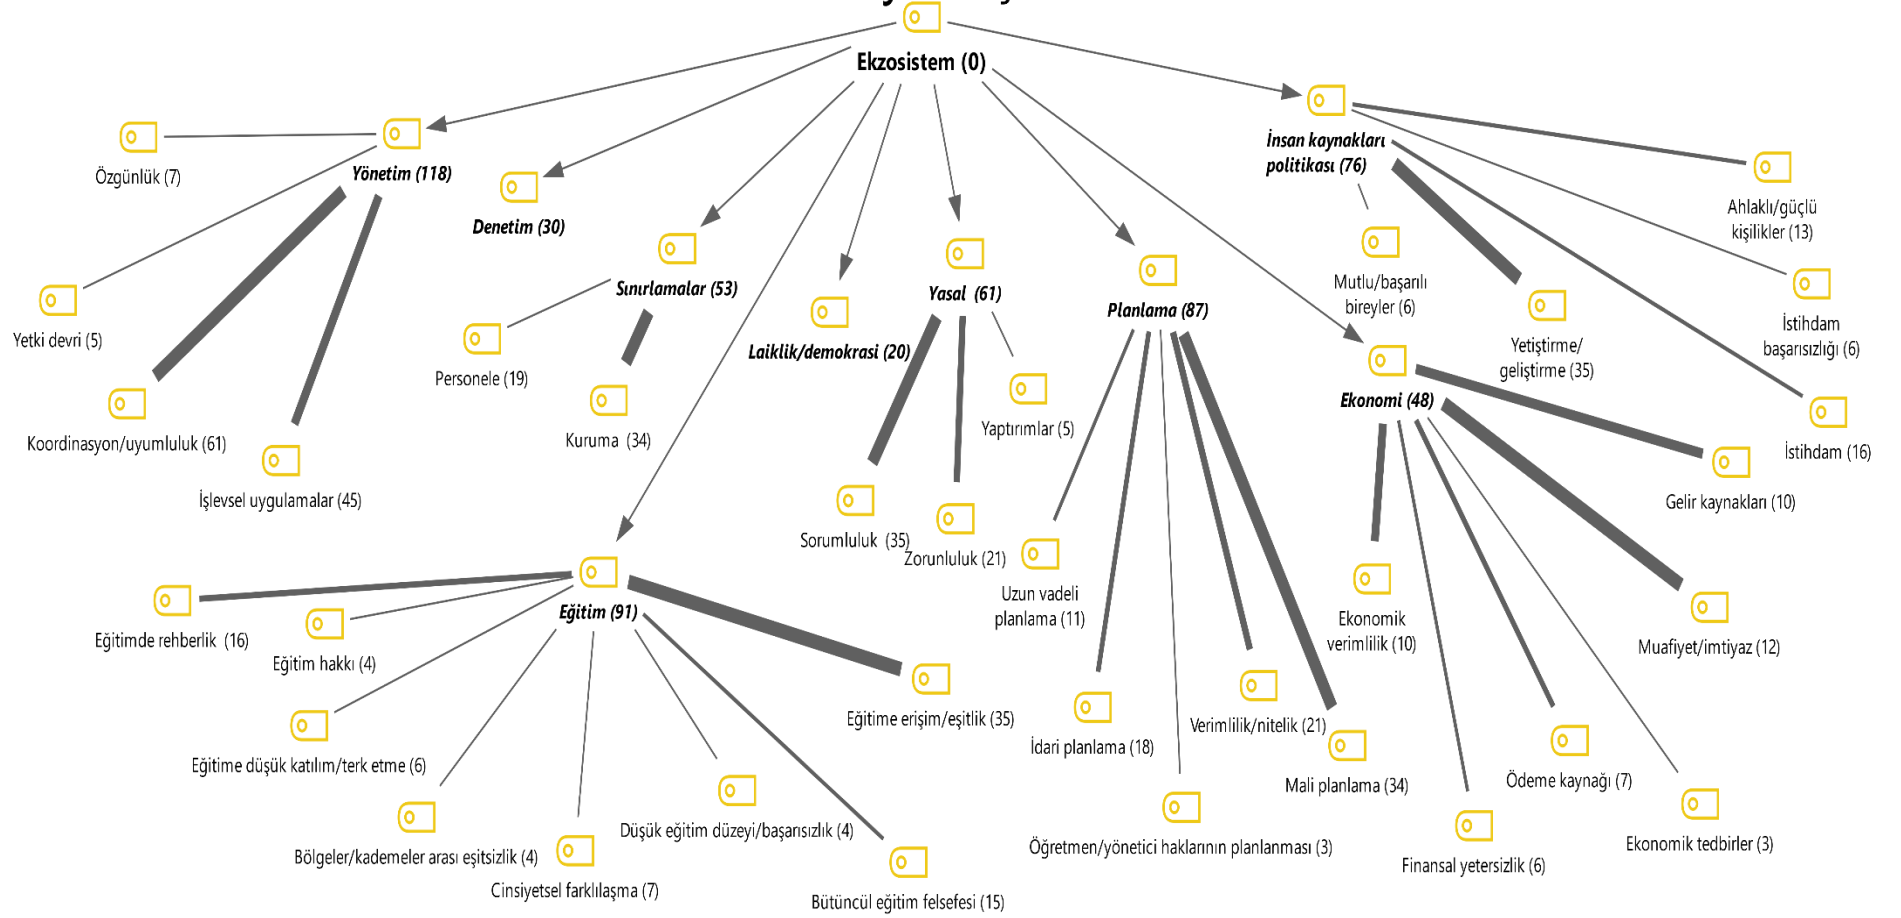 Ekzosistem (0)
Yönetim (118)
Özgünlük (7)
Yetki devri (5)
Koordinasyon/uyumluluk (61)
İşlevsel uygulamalar (45)
Denetim (30)
Sınırlamalar (53)
Personele (19)
Kuruma (34)
Laiklik/demokrasi (20)
Yasal (61)
Sorumluluk (35)
Zorunluluk (21)
Yaptırımlar (5)
Planlama (87)
Uzun vadeli
planlama (11)
İdari planlama (18)
Öğretmen/yönetici haklarının planlanması (3)
Verimlilik/nitelik (21)
Mali planlama (34)
İnsan kaynakları
politikası (76)
Mutlu/başarılı
bireyler (6)
Yetiştirme/
geliştirme (35)
Ahlaklı/güçlü
kişilikler (13)
İstihdam
başarısızlığı (6)
İstihdam (16)
Ekonomi (48)
Gelir kaynakları (10)
Muafiyet/imtiyaz (12)
Ekonomik
verimlilik (10)
Finansal yetersizlik (6)
Ödeme kaynağı (7)
Ekonomik tedbirler (3)
Eğitim (91)
Eğitimde rehberlik (16)
Eğitim hakkı (4)
Eğitime düşük katılım/terk etme (6)
Bölgeler/kademeler arası eşitsizlik (4)
Cinsiyetsel farklılaşma (7)
Düşük eğitim düzeyi/başarısızlık (4)
Bütüncül eğitim felsefesi (15)
Eğitime erişim/eşitlik (35)